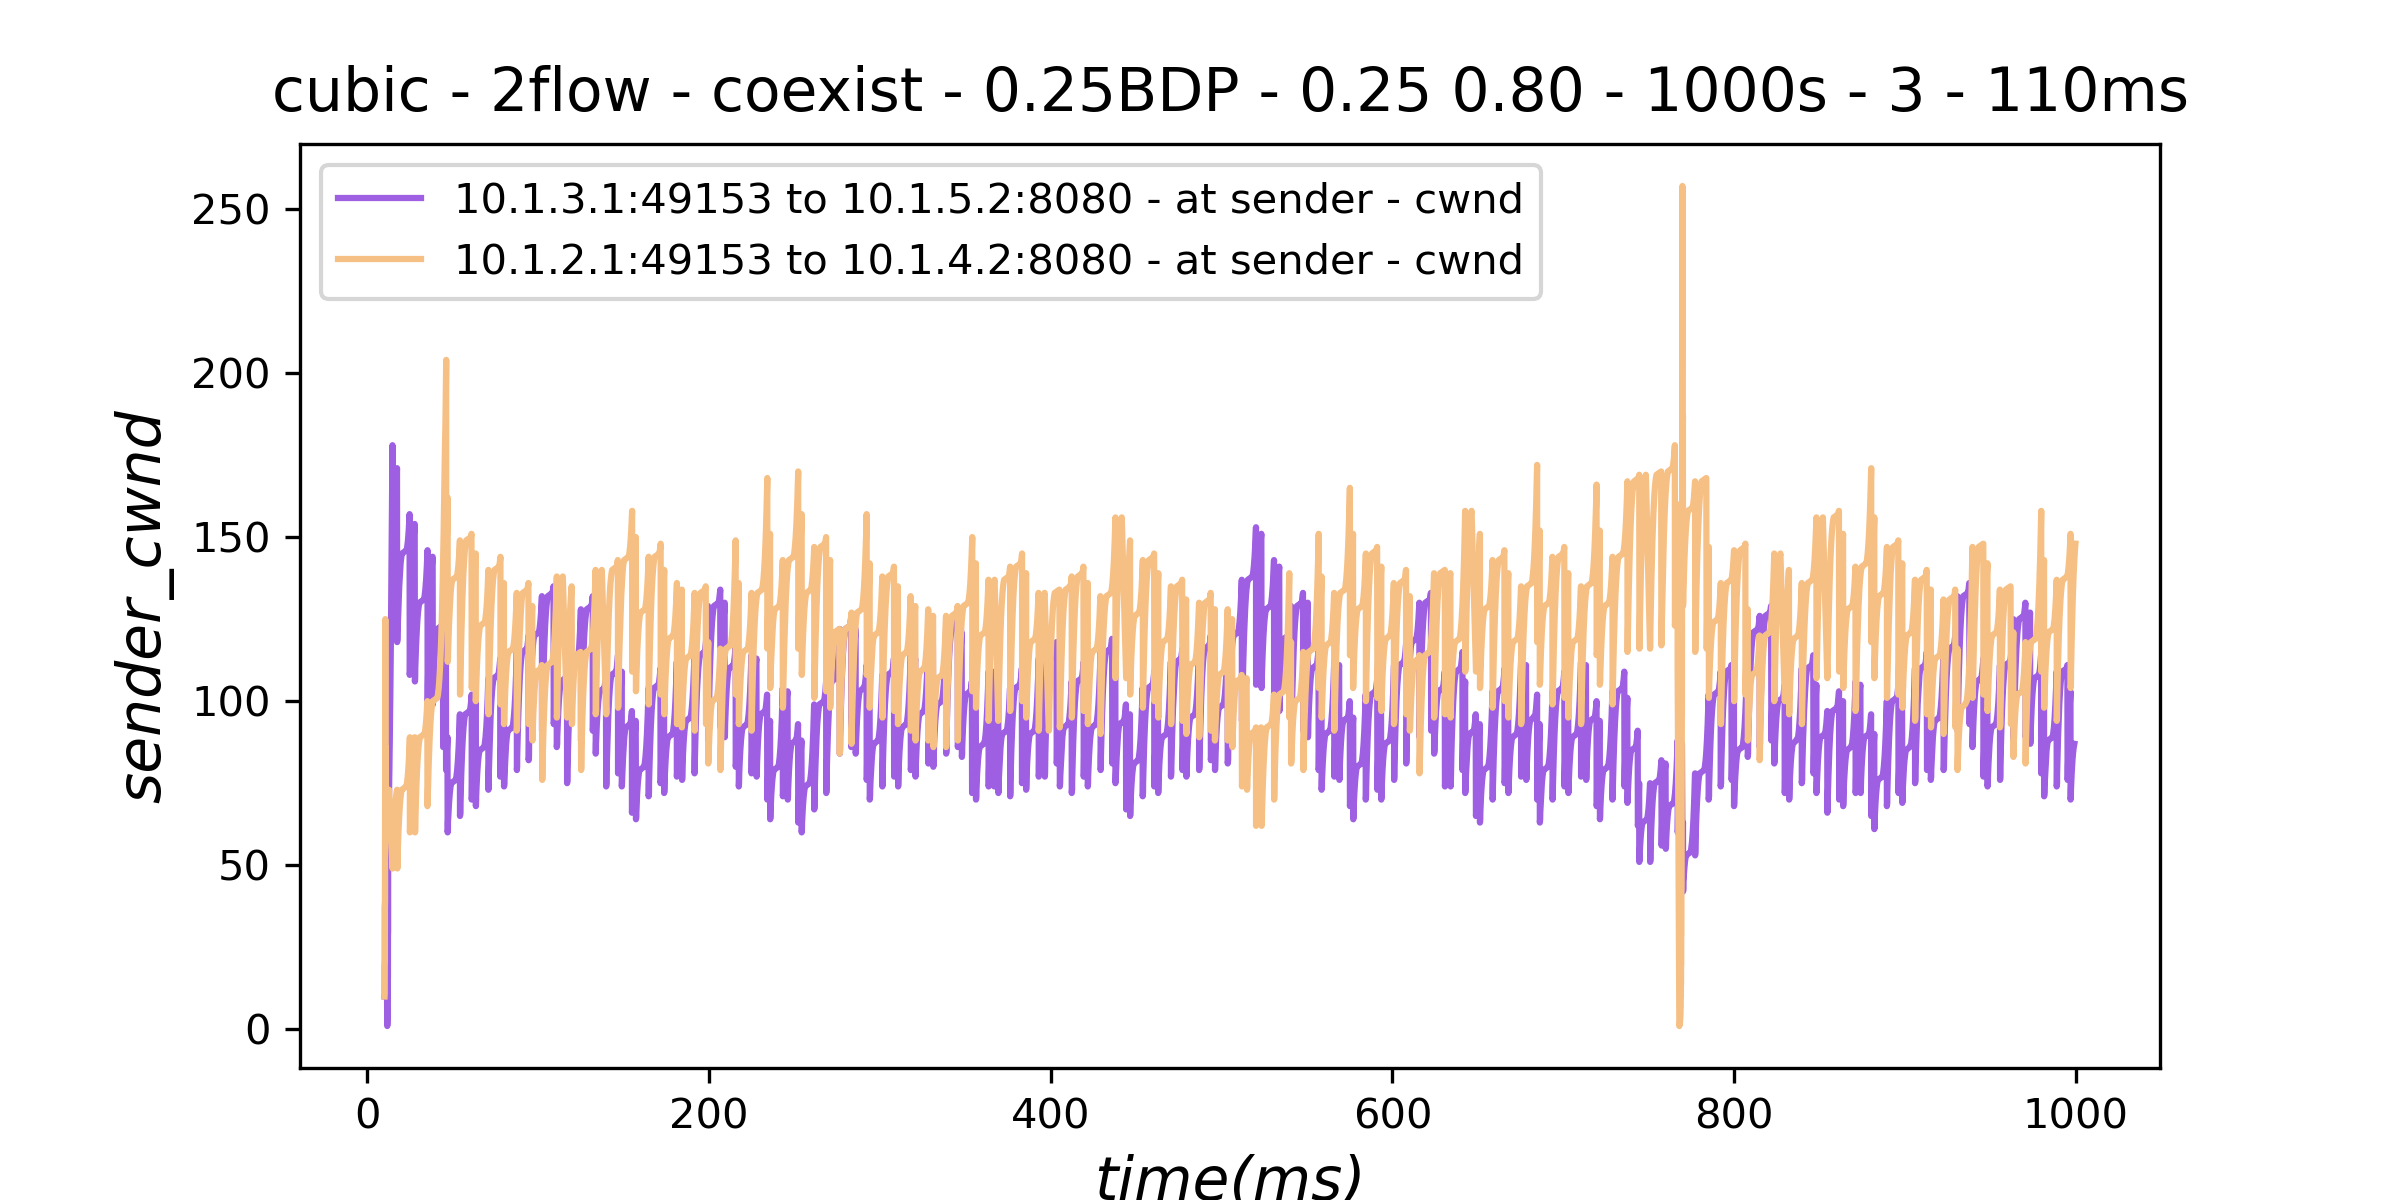 cubic - 2flow - coexist - 0.25BDP - 0.25 0.80 - 1000s - 3 - 110ms
10.1.3.1:49153 to 10.1.5.2:8080 - at sender - cwnd
10.1.2.1:49153 to 10.1.4.2:8080 - at sender - cwnd
sender_cwnd
250
200
150
100
50
0
0 200 400 600 800 1000
time(ms)